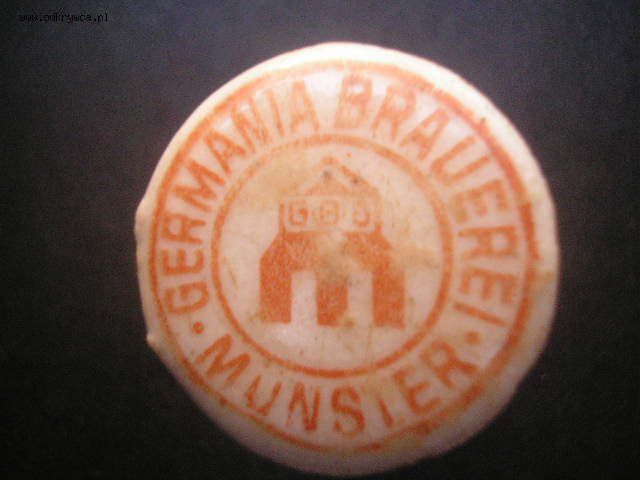 www.odkrywca.pl
GERMANIA BRAUEREI
· MÜNSTER ·